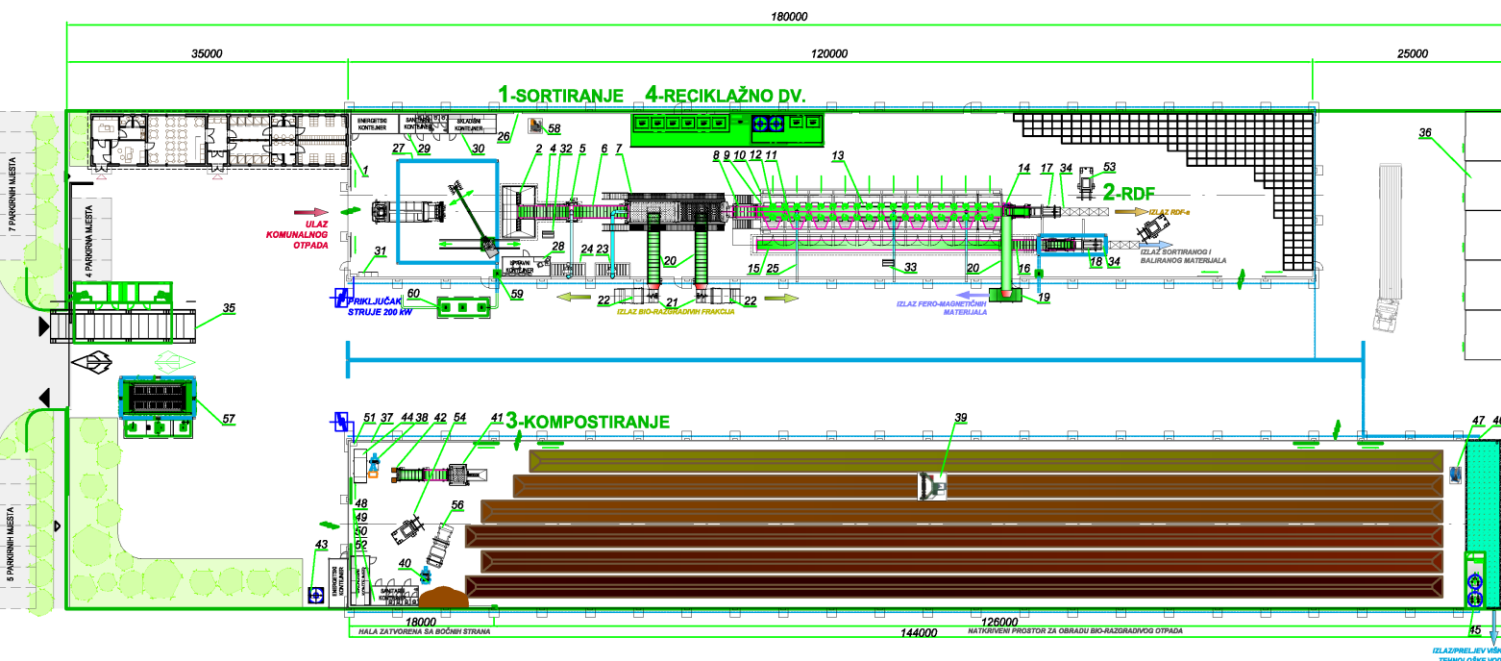 180000
35000
120000
25000
1-SORTIRANJE 4-RECIKLAŽNO DV.
ENERGETSKI
KONTEJNER
KONTEJNER
SKLADIŠNI
KONTEJNER
26
58
36
1
29
30
27
2
4
32
5
6
7
8
9
10
12
11
13
14
17
34
53
2-RDF
7 PARKIRNIH MJESTA
4 PARKIRNA MJESTA
ULAZ
KOMUNALNOG
OTPADA
IZLAZ RDF-a
IZLAZ SORTIRANOG I
BALIRANOG MATERIJALA
31
28
24
23
20
15
25
33
20
16
18
34
KONTEJNER
PRIKLJUČAK
STRUJE 200 kW
60
59
22
21
22
19
IZLAZ BIO-RAZGRADIVIH FRAKCIJA
IZLAZ FERO-MAGNETIČNIH
MATERIJALA
35
57
51
37
44
38
42
54
41
3-KOMPOSTIRANJE
39
47
46
48
49
50
52
56
43
40
5 PARKIRNIH MJESTA
ENERGETSKI
KONTEJNER
SANITARNI
18000
126000
HALA ZATVORENA SA BOČNIH STRANA
144000
NATKRIVENI PROSTOR ZA OBRADU BIO-RAZGRADIVOG OTPADA
45
IZLAZ/PRELJEV
TEHNOLOŠKE